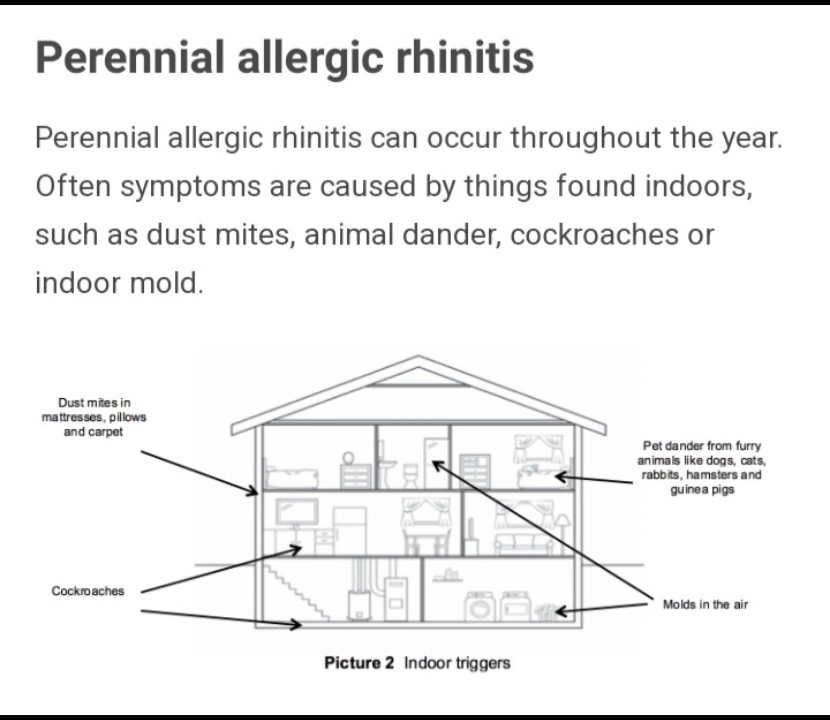 Perennial allergic rhinitis
Perennial allergic rhinitis can occur throughout the year.
Often symptoms are caused by things found indoors,
such as dust mites, animal dander, cockroaches or
indoor mold.
Dust mites in
mattresses, pillows
and carpet
Pet dander from furry
animals like dogs, cats,
rabbits, hamsters and
guinea pigs
Cockroaches
Molds in the air
Picture 2 Indoor triggers